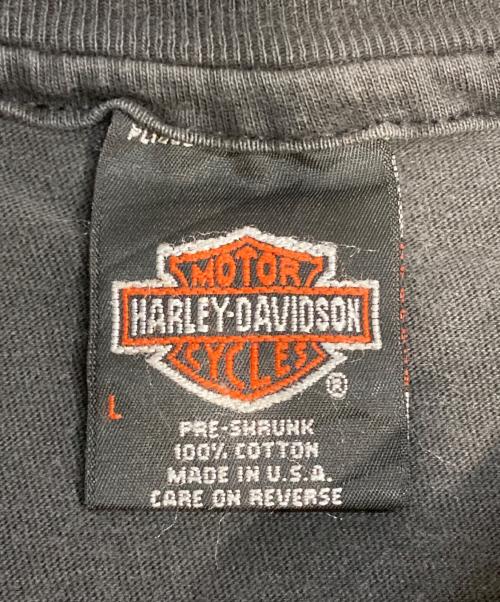 MOTOR
HARLEY-DAVIDSON
CYCLES
®
L
PRE-SHRUNK
100% COTTON
MADE IN U.S.A.
CARE ON REVERSE